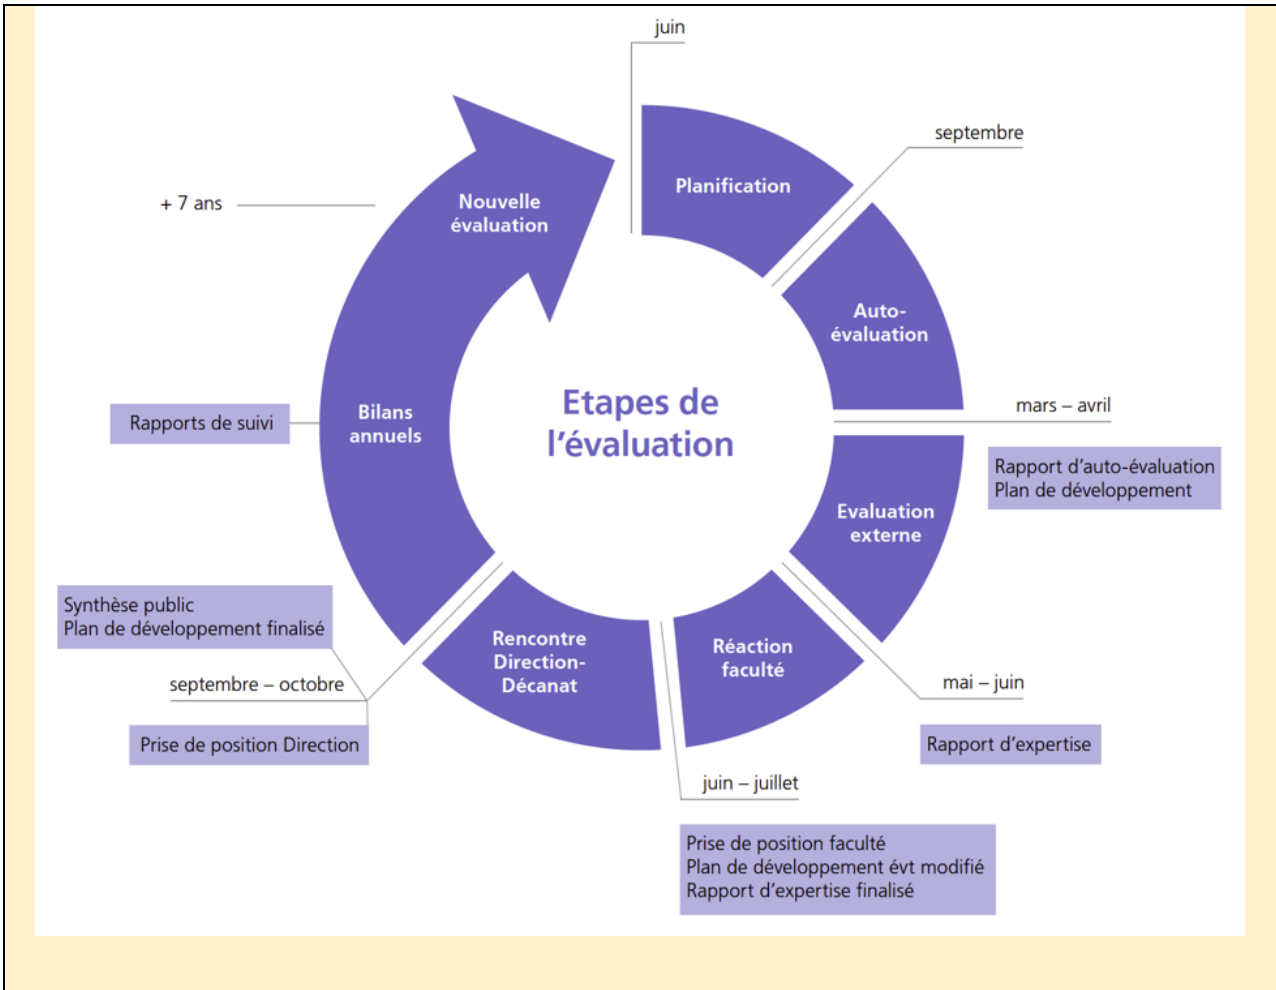 juin
Planification
septembre
Auto-
évaluation
mars – avril
Rapport d'auto-évaluation
Plan de développement
Evaluation
externe
mai – juin
Rapport d'expertise
Réaction
faculté
juin – juillet
Prise de position faculté
Plan de développement évt modifié
Rapport d'expertise finalisé
Rencontre
Direction-
Décanat
septembre – octobre
Synthèse public
Plan de développement finalisé
Prise de position Direction
Bilans
annuels
Rapports de suivi
Nouvelle
évaluation
+ 7 ans
Etapes de
l'évaluation